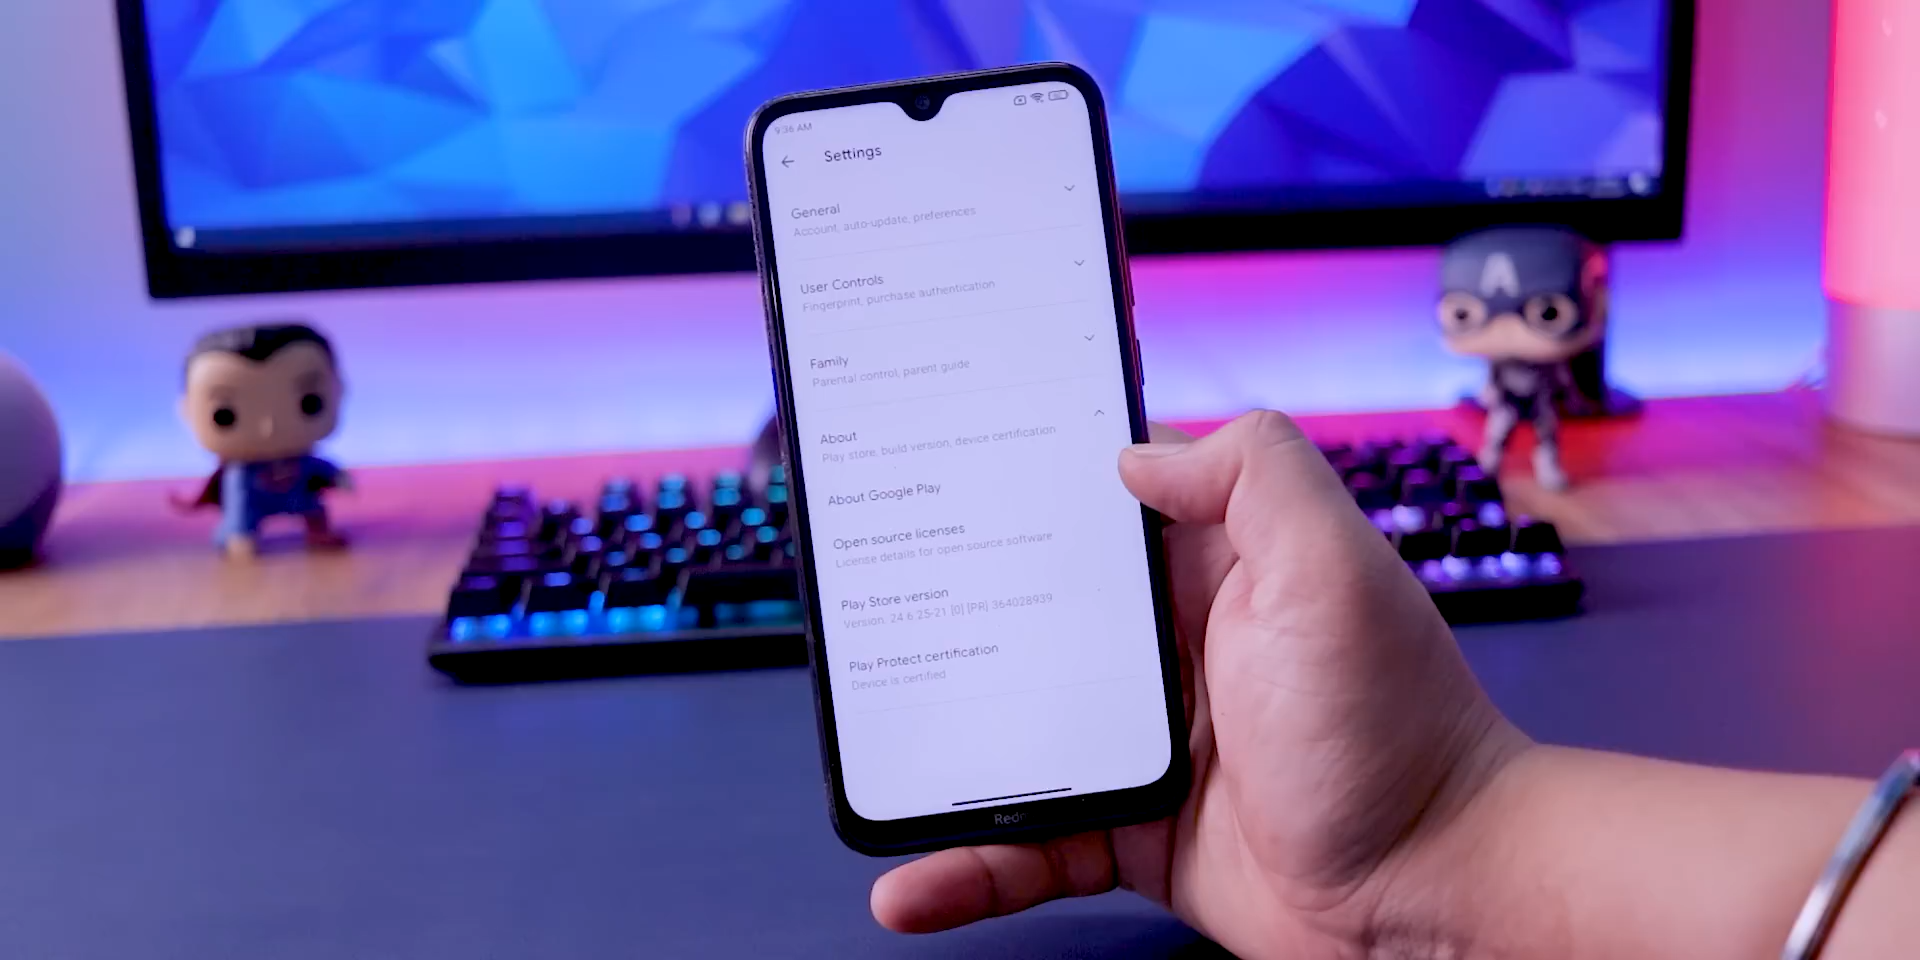 9:36 AM
Settings
General
Account, auto-update, preferences
User Controls
Fingerprint, purchase authentication
Family
Parental control, parent guide
About
Play store, build version, device certification
About Google Play
Open source licenses
License details for open source software
Play Store version
Version: 24.6.25-21 [0] [PR] 364028939
Play Protect certification
Device is certified
Redm
A